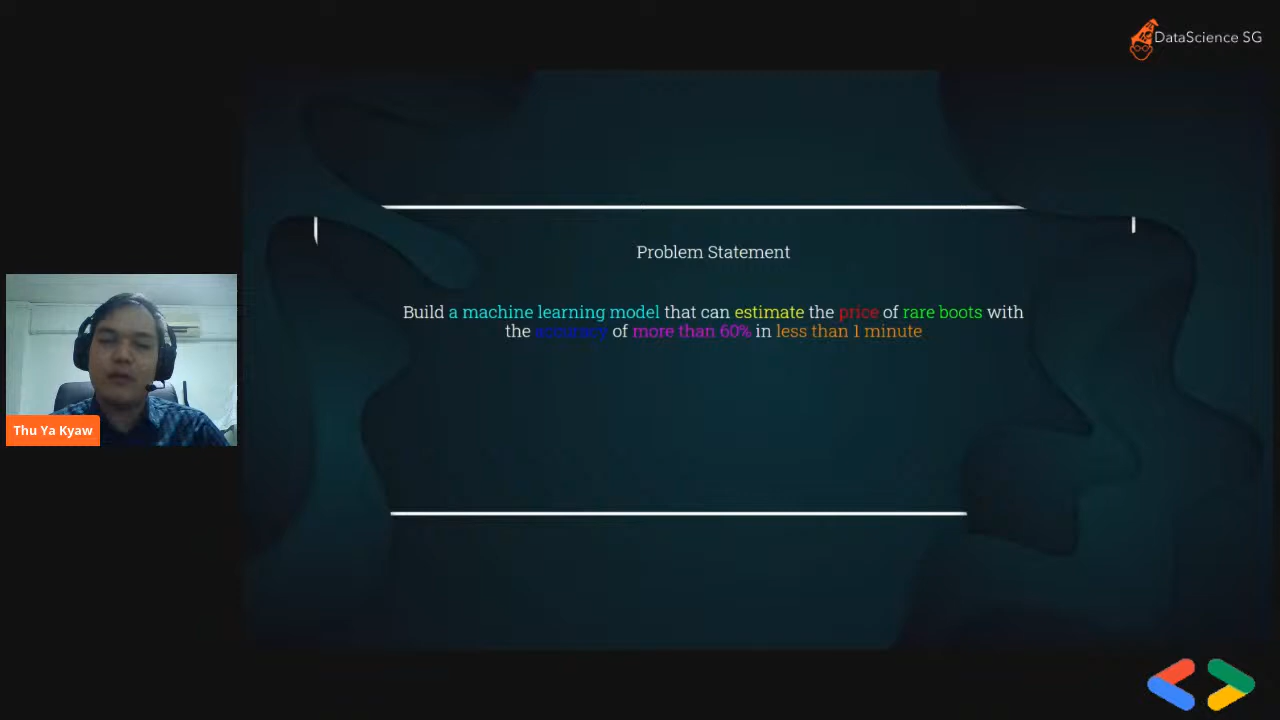 DataScience SG
Problem Statement
Build a machine learning model that can estimate the price of rare boots with
the accuracy of more than 60% in less than 1 minute
Thu Ya Kyaw